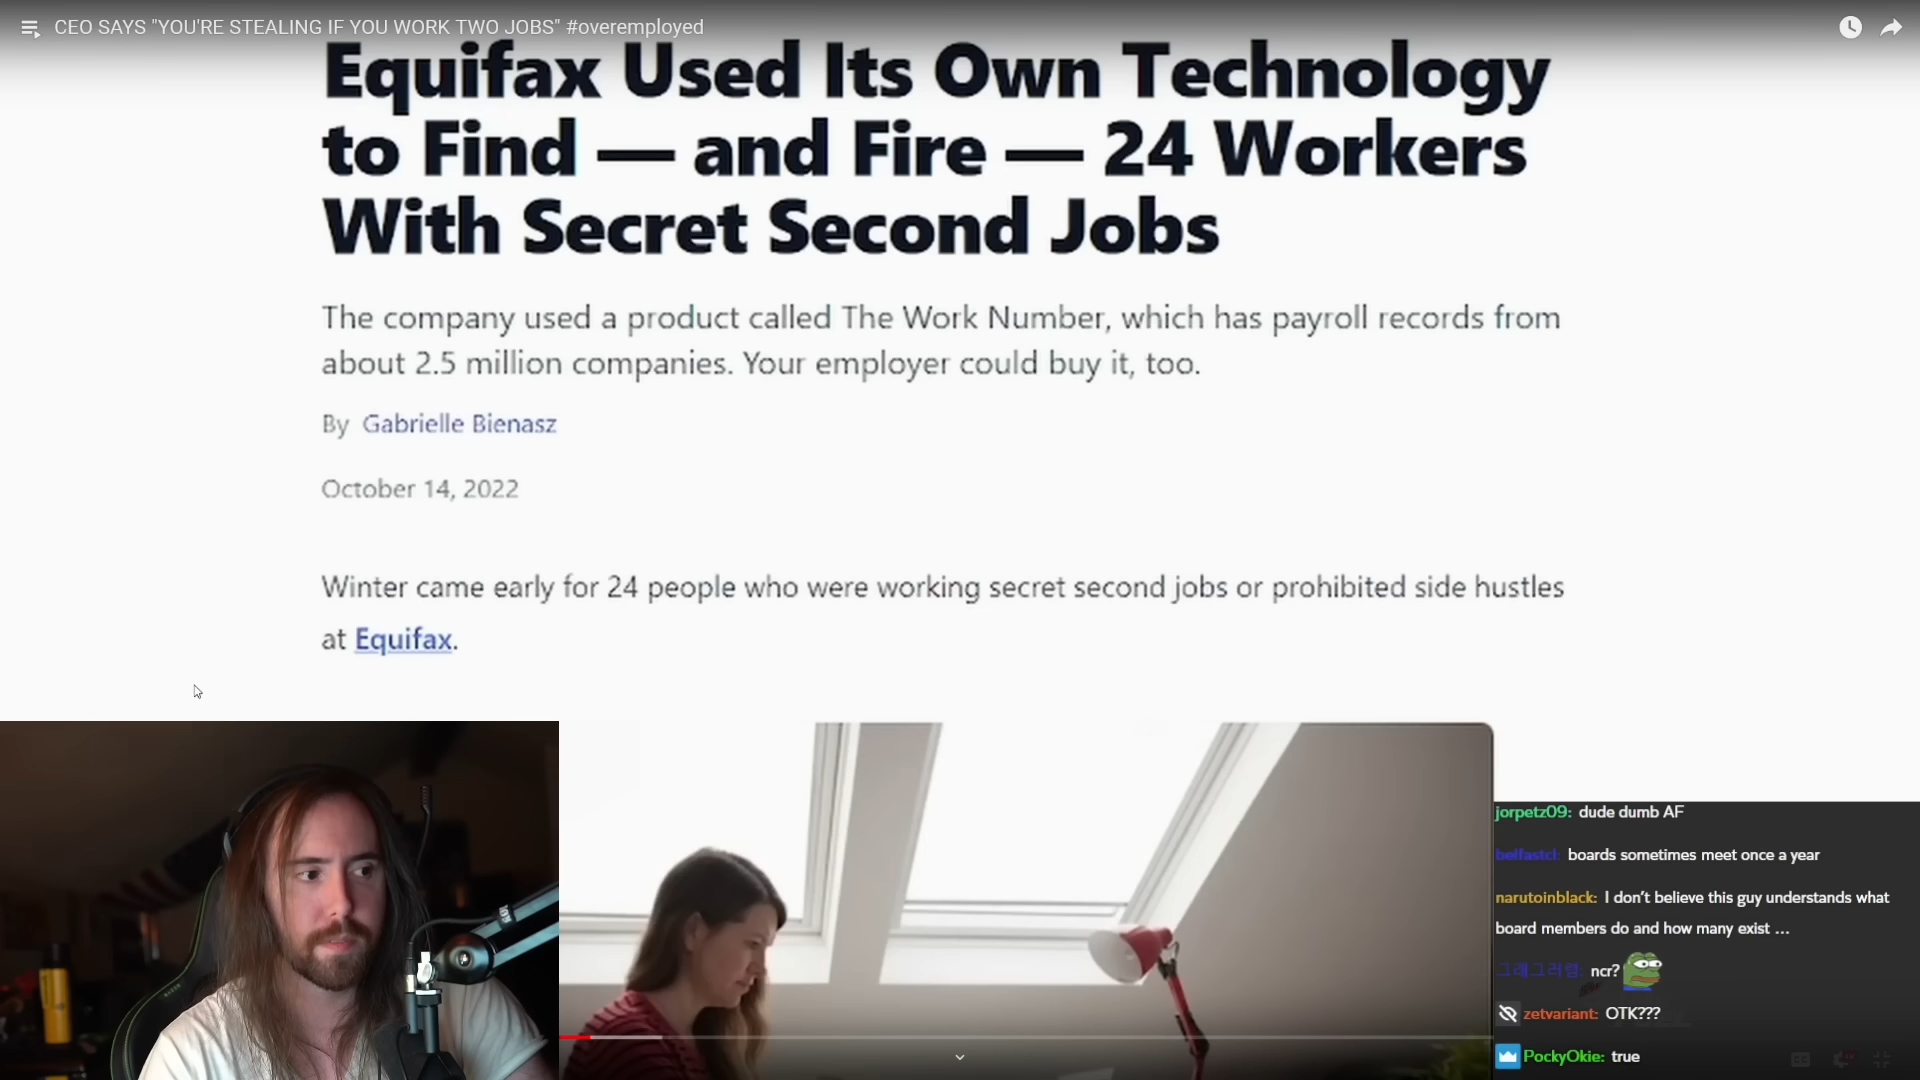 CEO SAYS "YOU'RE STEALING IF YOU WORK TWO JOBS" #overemployed
Equifax Used Its Own Technology
to Find — and Fire — 24 Workers
With Secret Second Jobs
The company used a product called The Work Number, which has payroll records from
about 2.5 million companies. Your employer could buy it, too.
By Gabrielle Bienasz
October 14, 2022
Winter came early for 24 people who were working secret second jobs or prohibited side hustles
at Equifax.
jorpetz09: dude dumb AF
belfastcl: boards sometimes meet once a year
narutoinblack: I don't believe this guy understands what
board members do and how many exist ...
ncr?
zetvariant: OTK???
PockyOkie: true